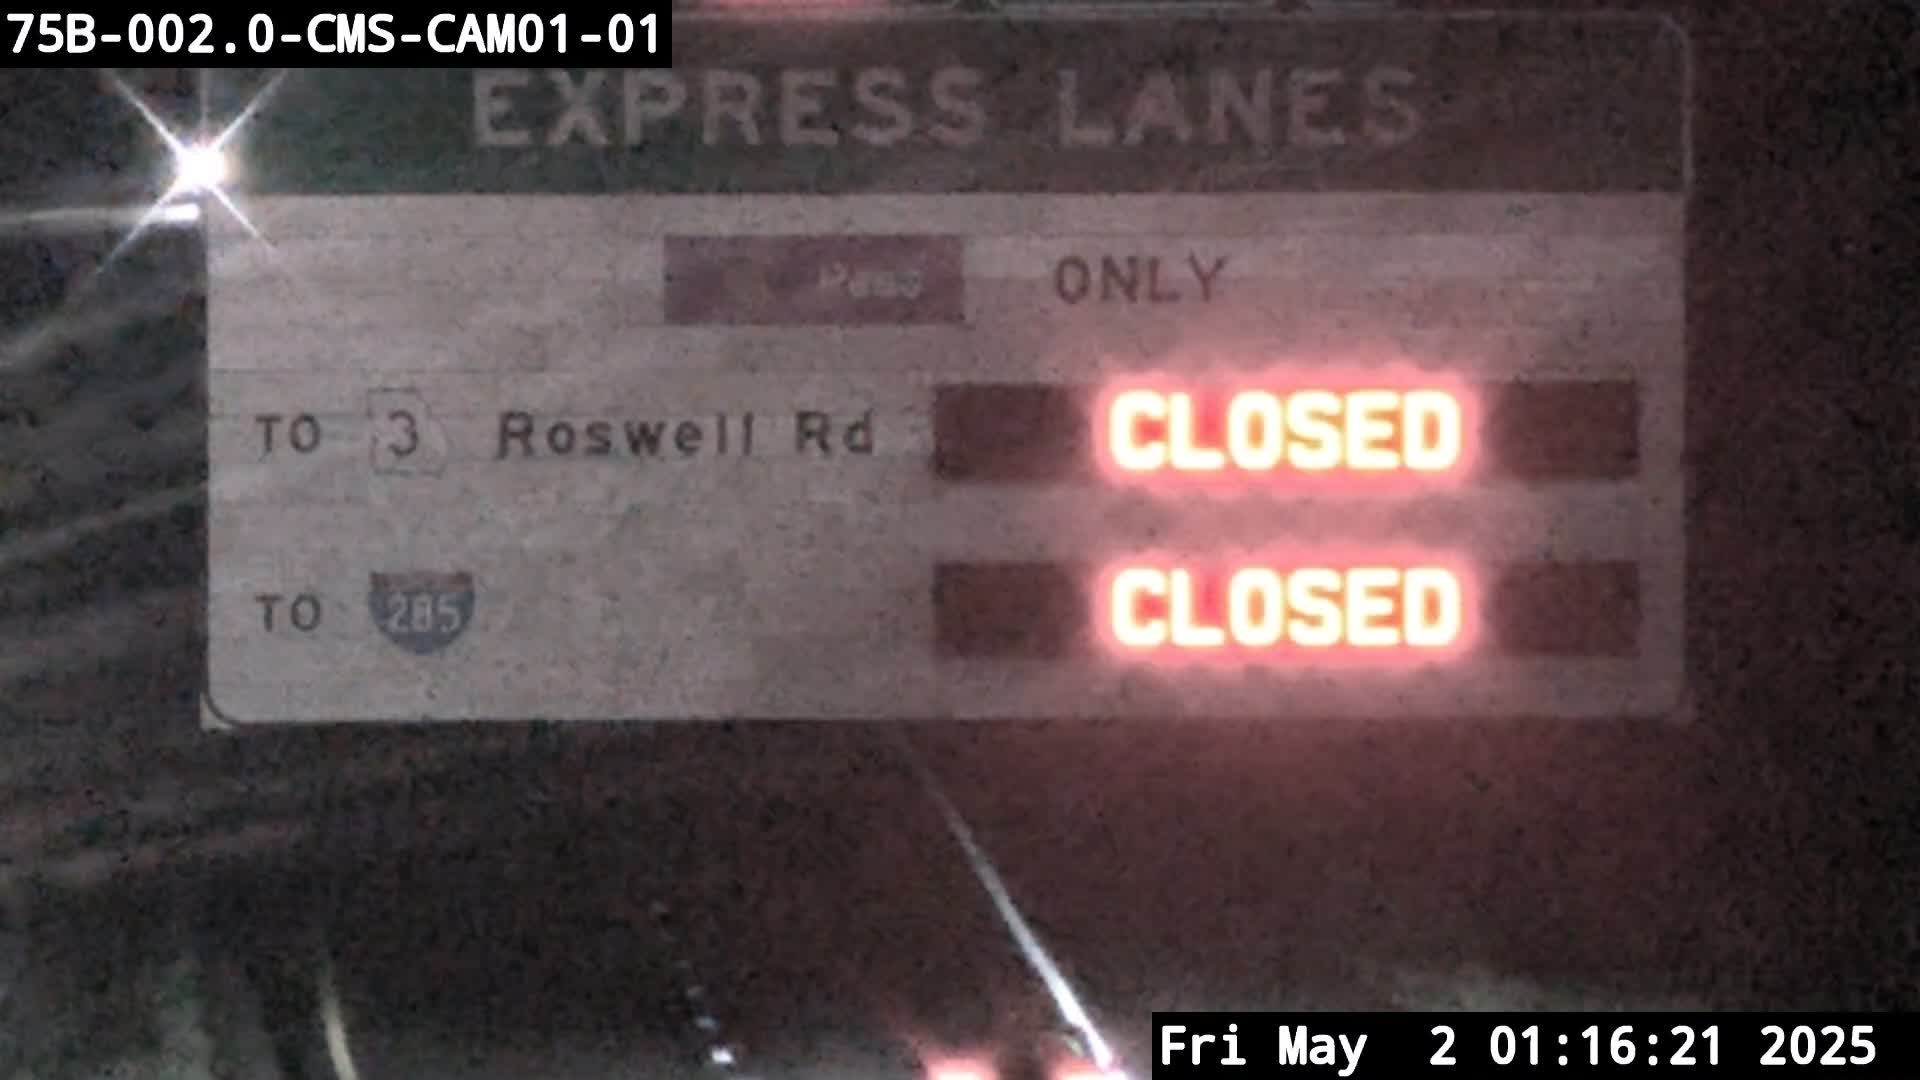 75B-002.0-CMS-CAM01-01
EXPRESS LANES
Pass ONLY
TO 3 Roswell Rd CLOSED
TO 285 CLOSED
Fri May 2 01:16:21 2025